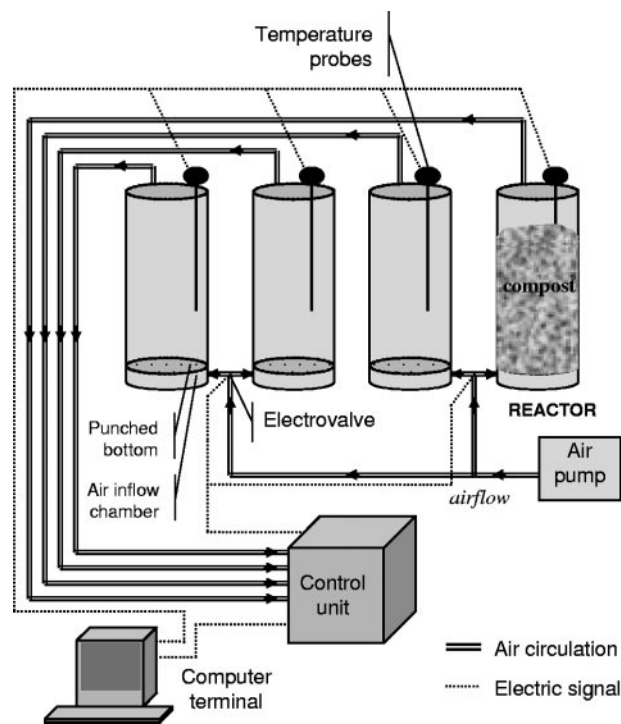 Temperature
probes
compost
REACTOR
Punched
bottom
Electrovalve
Air inflow
chamber
airflow
Air
pump
Control
unit
Computer
terminal
Air circulation
Electric signal